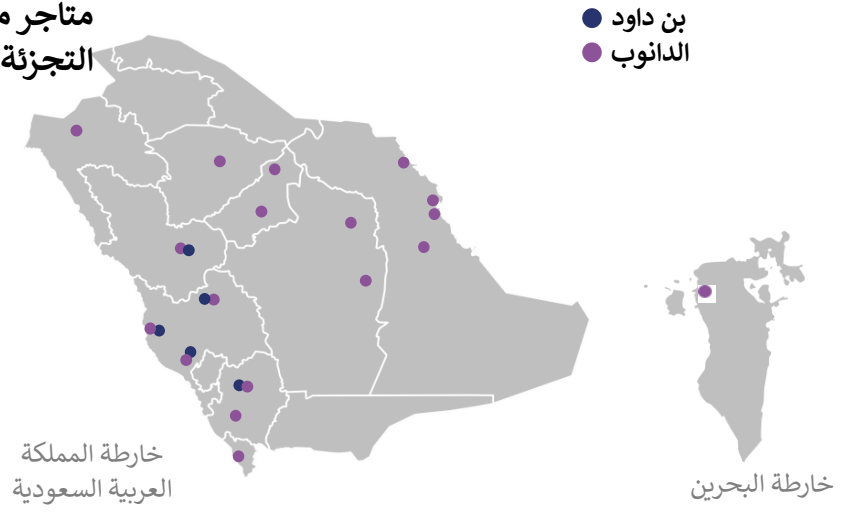 متاجر
التجزئة
بن داود
الدانوب
خارطة المملكة
العربية السعودية
خارطة البحرين